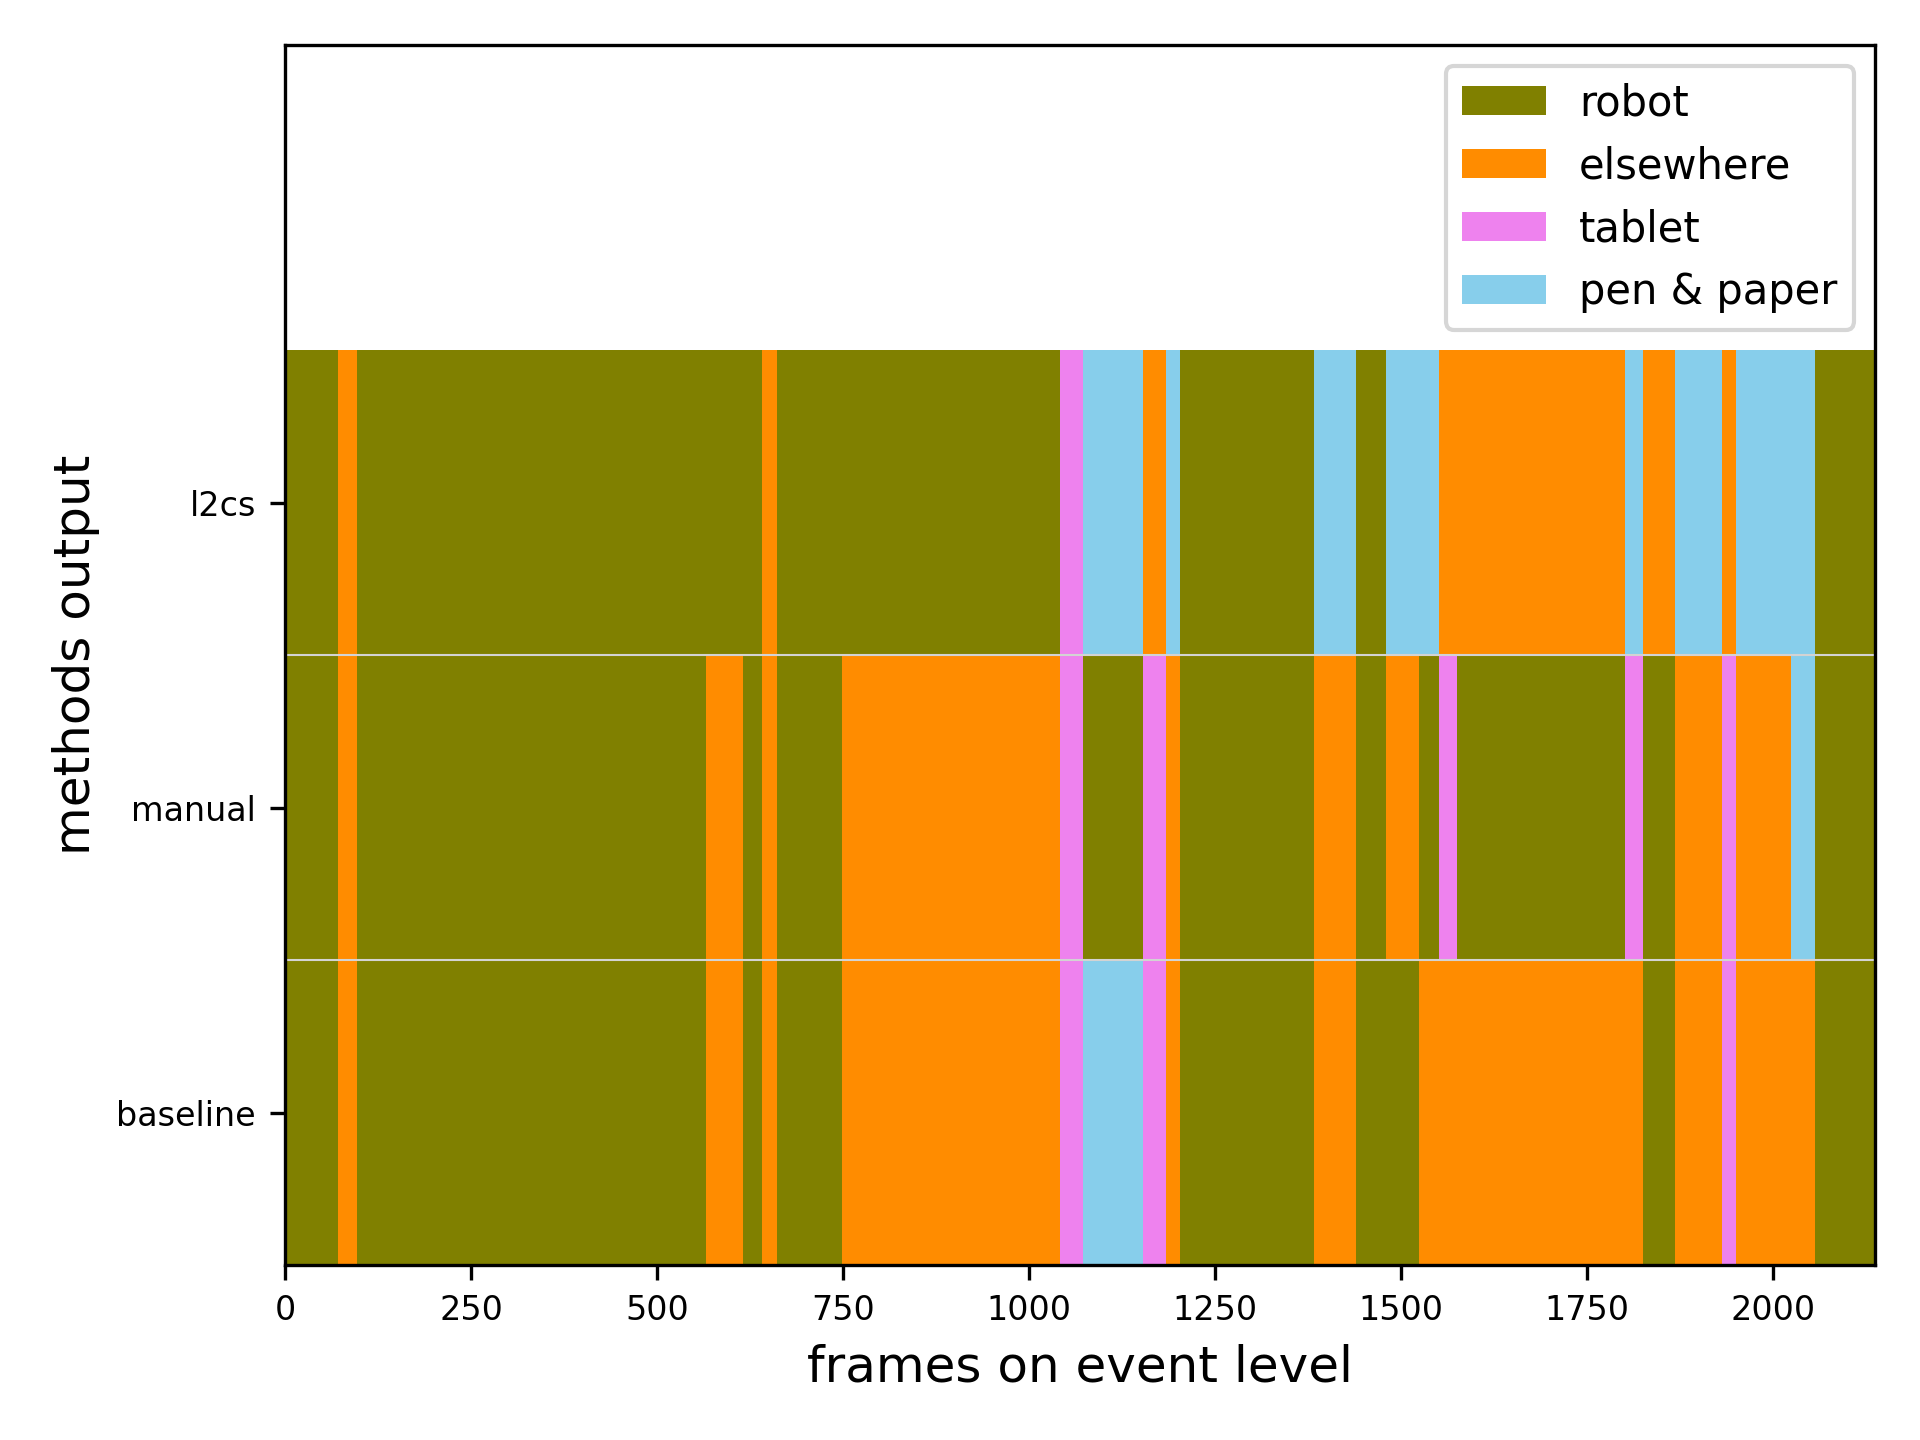 robot
elsewhere
tablet
pen & paper
methods output
l2cs
manual
baseline
0 250 500 750 1000 1250 1500 1750 2000
frames on event level